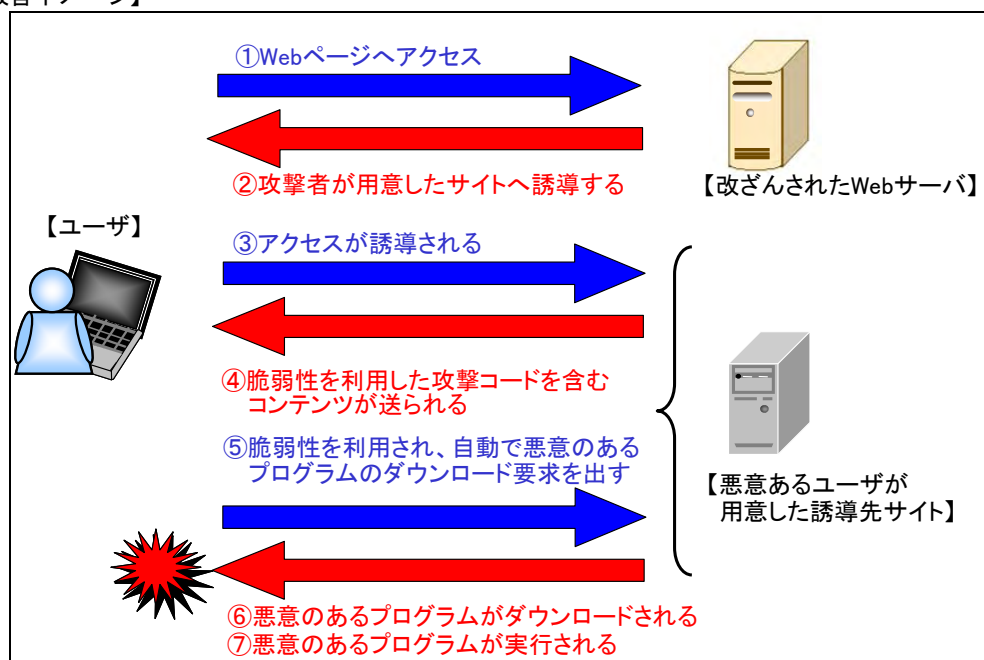 ①Webページへアクセス
②攻撃者が用意したサイトへ誘導する
【改ざんされたWebサーバ】
【ユーザ】
③アクセスが誘導される
④脆弱性を利用した攻撃コードを含む
コンテンツが送られる
⑤脆弱性を利用され、自動で悪意のある
プログラムのダウンロード要求を出す
【悪意あるユーザが
用意した誘導先サイト】
⑥悪意のあるプログラムがダウンロードされる
⑦悪意のあるプログラムが実行される